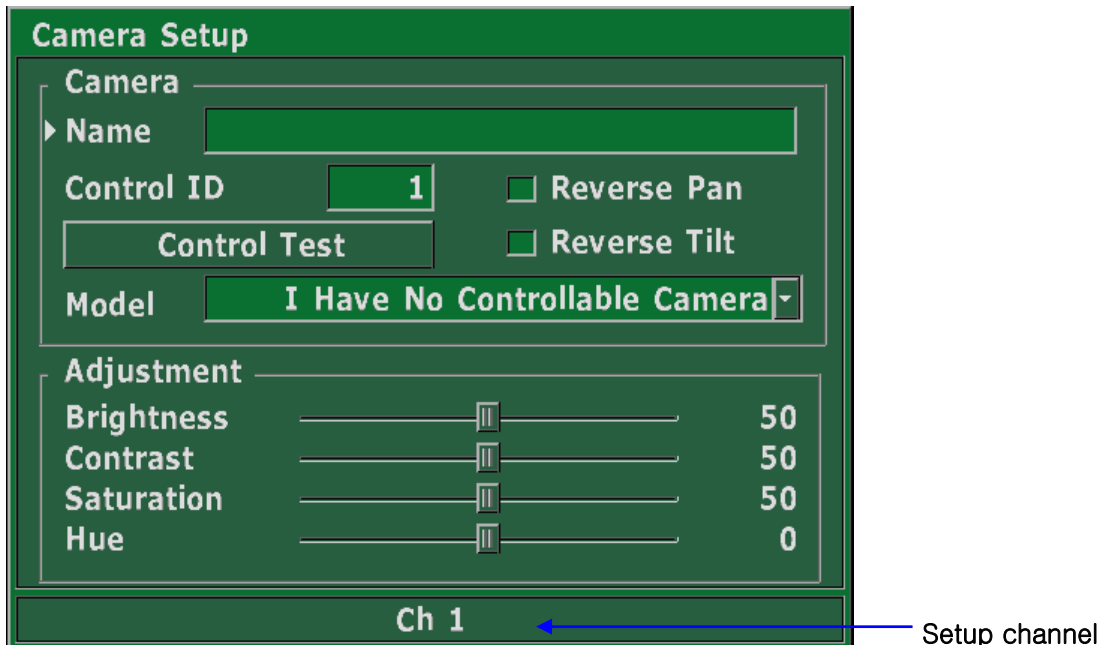 Camera Setup
Camera
Name
Control ID 1 Reverse Pan
Control Test Reverse Tilt
Model I Have No Controllable Camera
Adjustment
Brightness 50
Contrast 50
Saturation 50
Hue 0
Ch 1
Setup channel